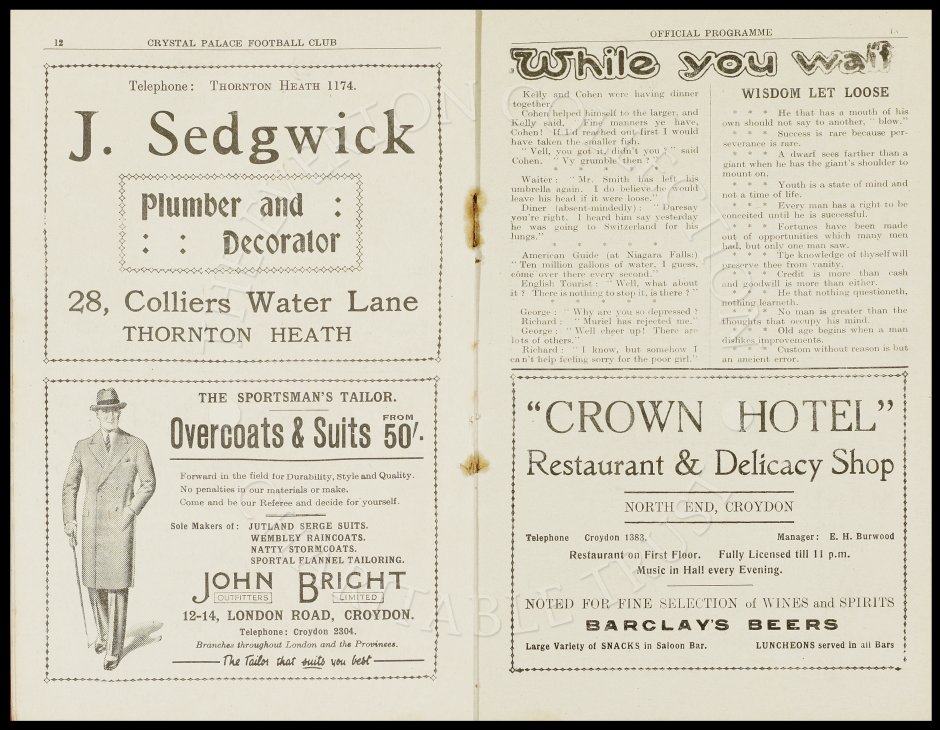 12
CRYSTAL PALACE FOOTBALL CLUB
Telephone: THORNTON HEATH 1174.
J. Sedgwick
Plumber and :
: : Decorator
28, Colliers Water Lane
THORNTON HEATH
THE SPORTSMAN'S TAILOR.
Overcoats & Suits FROM 50/-.
Forward in the field for Durability, Style and Quality.
No penalties in our materials or make.
Come and be our Referee and decide for yourself.
Sole Makers of: JUTLAND SERGE SUITS.
WEMBLEY RAINCOATS.
NATTY STORMCOATS.
SPORTAL FLANNEL TAILORING.
JOHN BRIGHT
OUTFITTERS LIMITED
12-14, LONDON ROAD, CROYDON.
Telephone: Croydon 2304.
Branches throughout London and the Provinces.
The Tailor that suits you best
OFFICIAL PROGRAMME
While you wait
Kelly and Cohen were having dinner
together.
Cohen helped himself to the larger, and
Kelly said, "Fine manners ye have,
Cohen! If I'd reached out first I would
have taken the smaller fish.
"Vell, you got it, didn't you?" said
Cohen. "Vy grumble then?"
* * * * * *
Waiter: "Mr. Smith has left his
umbrella again. I do believe he would
leave his head if it were loose."
Diner (absent-mindedly): "Daresay
you're right. I heard him say yesterday
he was going to Switzerland for his
lungs."
* * * * * *
American Guide (at Niagara Falls:)
"Ten million gallons of water, I guess,
come over there every second."
English Tourist: "Well, what about
it? There is nothing to stop it, is there?"
* * * * * *
George: "Why are you so depressed?
Richard: "Muriel has rejected me."
George: "Well cheer up! There are
lots of others."
Richard: "I know, but somehow I
can't help feeling sorry for the poor girl."
WISDOM LET LOOSE
* * * He that has a mouth of his
own should not say to another, "blow."
* * * Success is rare because per-
severance is rare.
* * * A dwarf sees farther than a
giant when he has the giant's shoulder to
mount on.
* * * Youth is a state of mind and
not a time of life.
* * * Every man has a right to be
conceited until he is successful.
* * * Fortunes have been made
out of opportunities which many men
had, but only one man saw.
* * * The knowledge of thyself will
preserve thee from vanity.
* * * Credit is more than cash
and goodwill is more than either.
* * * He that nothing questioneth,
nothing learneth.
* * * No man is greater than the
thoughts that occupy his mind.
* * * Old age begins when a man
dislikes improvements.
* * * Custom without reason is but
an ancient error.
"CROWN HOTEL"
Restaurant & Delicacy Shop
NORTH END, CROYDON
Telephone Croydon 1383. Manager: E. H. Burwood
Restaurant on First Floor. Fully Licensed till 11 p.m.
Music in Hall every Evening.
NOTED FOR FINE SELECTION of WINES and SPIRITS
BARCLAY'S BEERS
Large Variety of SNACKS in Saloon Bar. LUNCHEONS served in all Bars